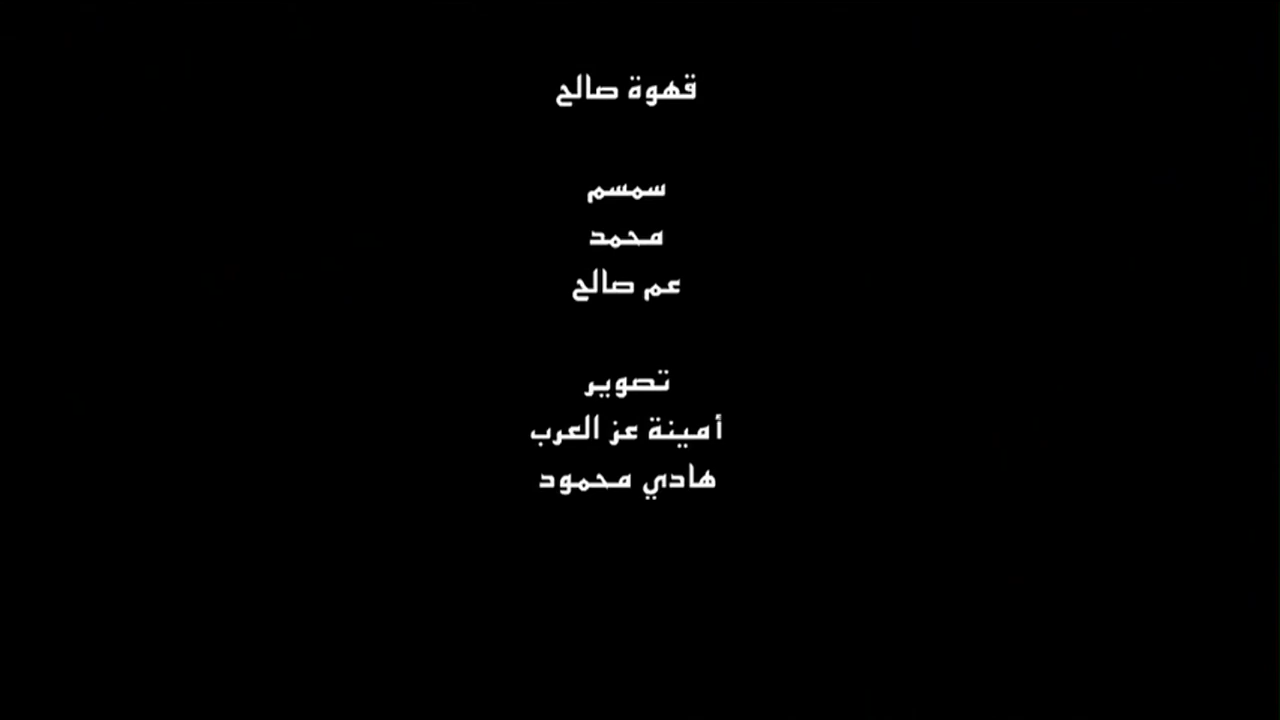 قهوة صالح
سمسم
محمد
عم صالح
تصوير
أمينة عز العرب
هادي محمود